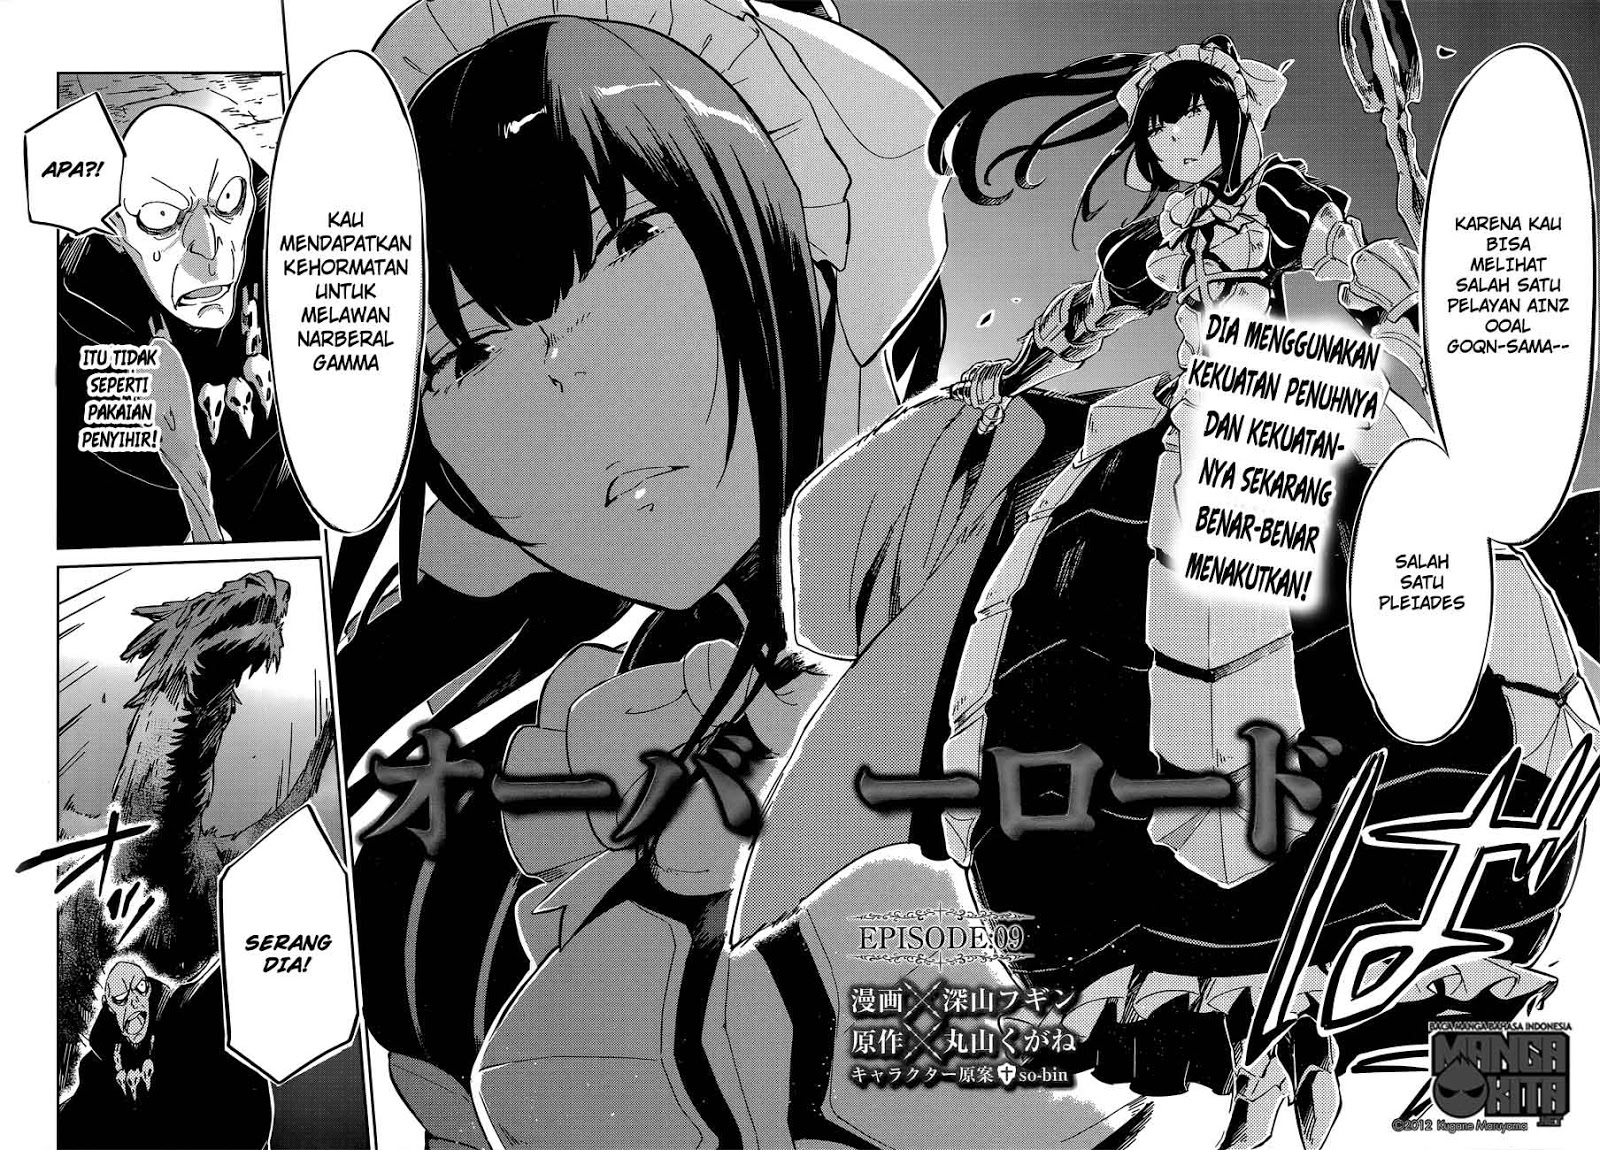 KARENA KAU
BISA
MELIHAT
SALAH SATU
PELAYAN AINZ
OOAL
GOQN-SAMA--
SALAH
SATU
PLEIADES
DIA MENGGUNAKAN
KEKUATAN PENUHNYA
DAN KEKUATAN-
NYA SEKARANG
BENAR-BENAR
MENAKUTKAN!
KAU
MENDAPATKAN
KEHORMATAN
UNTUK
MELAWAN
NARBERAL
GAMMA
オーバーロード
EPISODE:09
漫画×深山フギン
原作×丸山くがね
キャラクター原案 so-bin
APA?!
ITU TIDAK
SEPERTI
PAKAIAN
PENYIHIR!
SERANG
DIA!
BACA MANGA BAHASA INDONESIA
MANGA
KITA
.NET
©2012 Kugane Maruyama